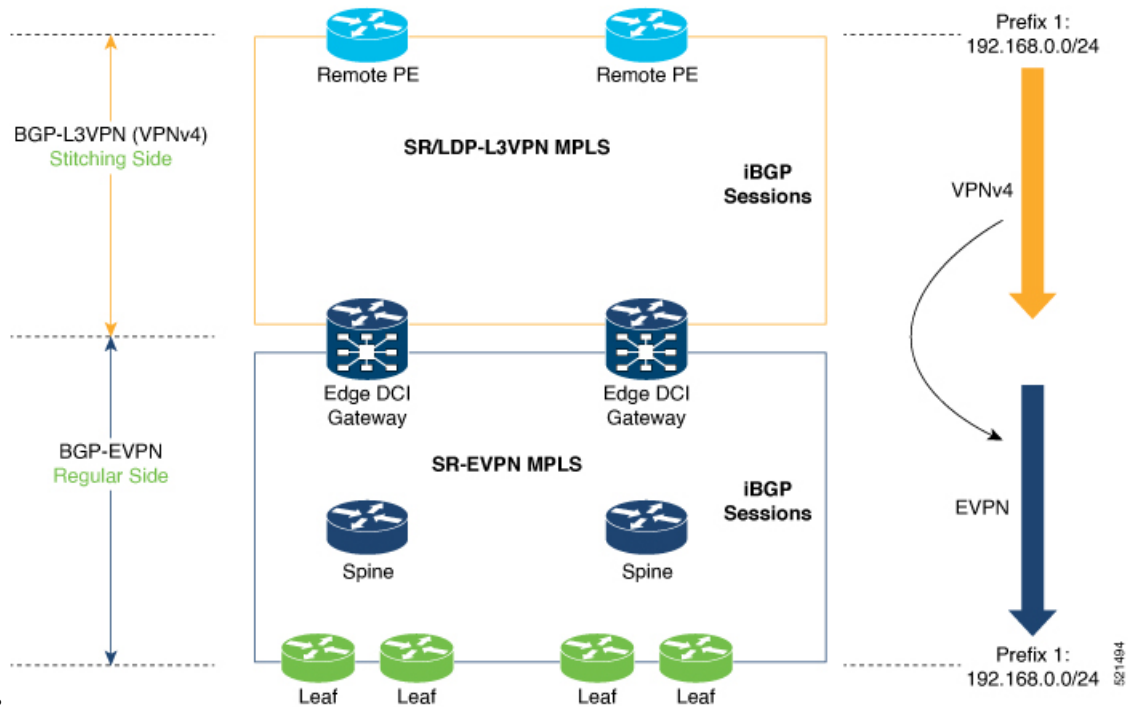 Prefix 1:
192.168.0.0/24
Remote PE
Remote PE
BGP-L3VPN (VPNv4)
Stitching Side
SR/LDP-L3VPN MPLS
iBGP
Sessions
VPNv4
Edge DCI
Gateway
Edge DCI
Gateway
BGP-EVPN
Regular Side
SR-EVPN MPLS
iBGP
Sessions
EVPN
Spine
Spine
Leaf
Leaf
Leaf
Leaf
Prefix 1:
192.168.0.0/24
521494